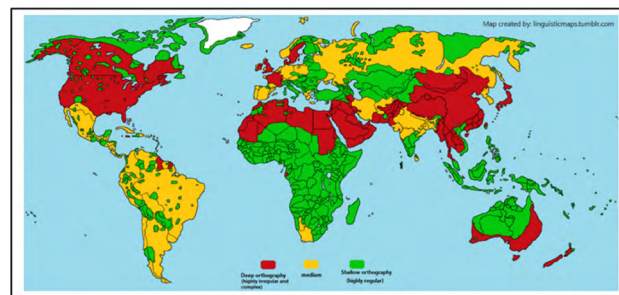 Map created by: linguisticmaps.tumblr.com
Deep orthography
(highly irregular and
complex)
medium
Shallow orthography
(highly regular)